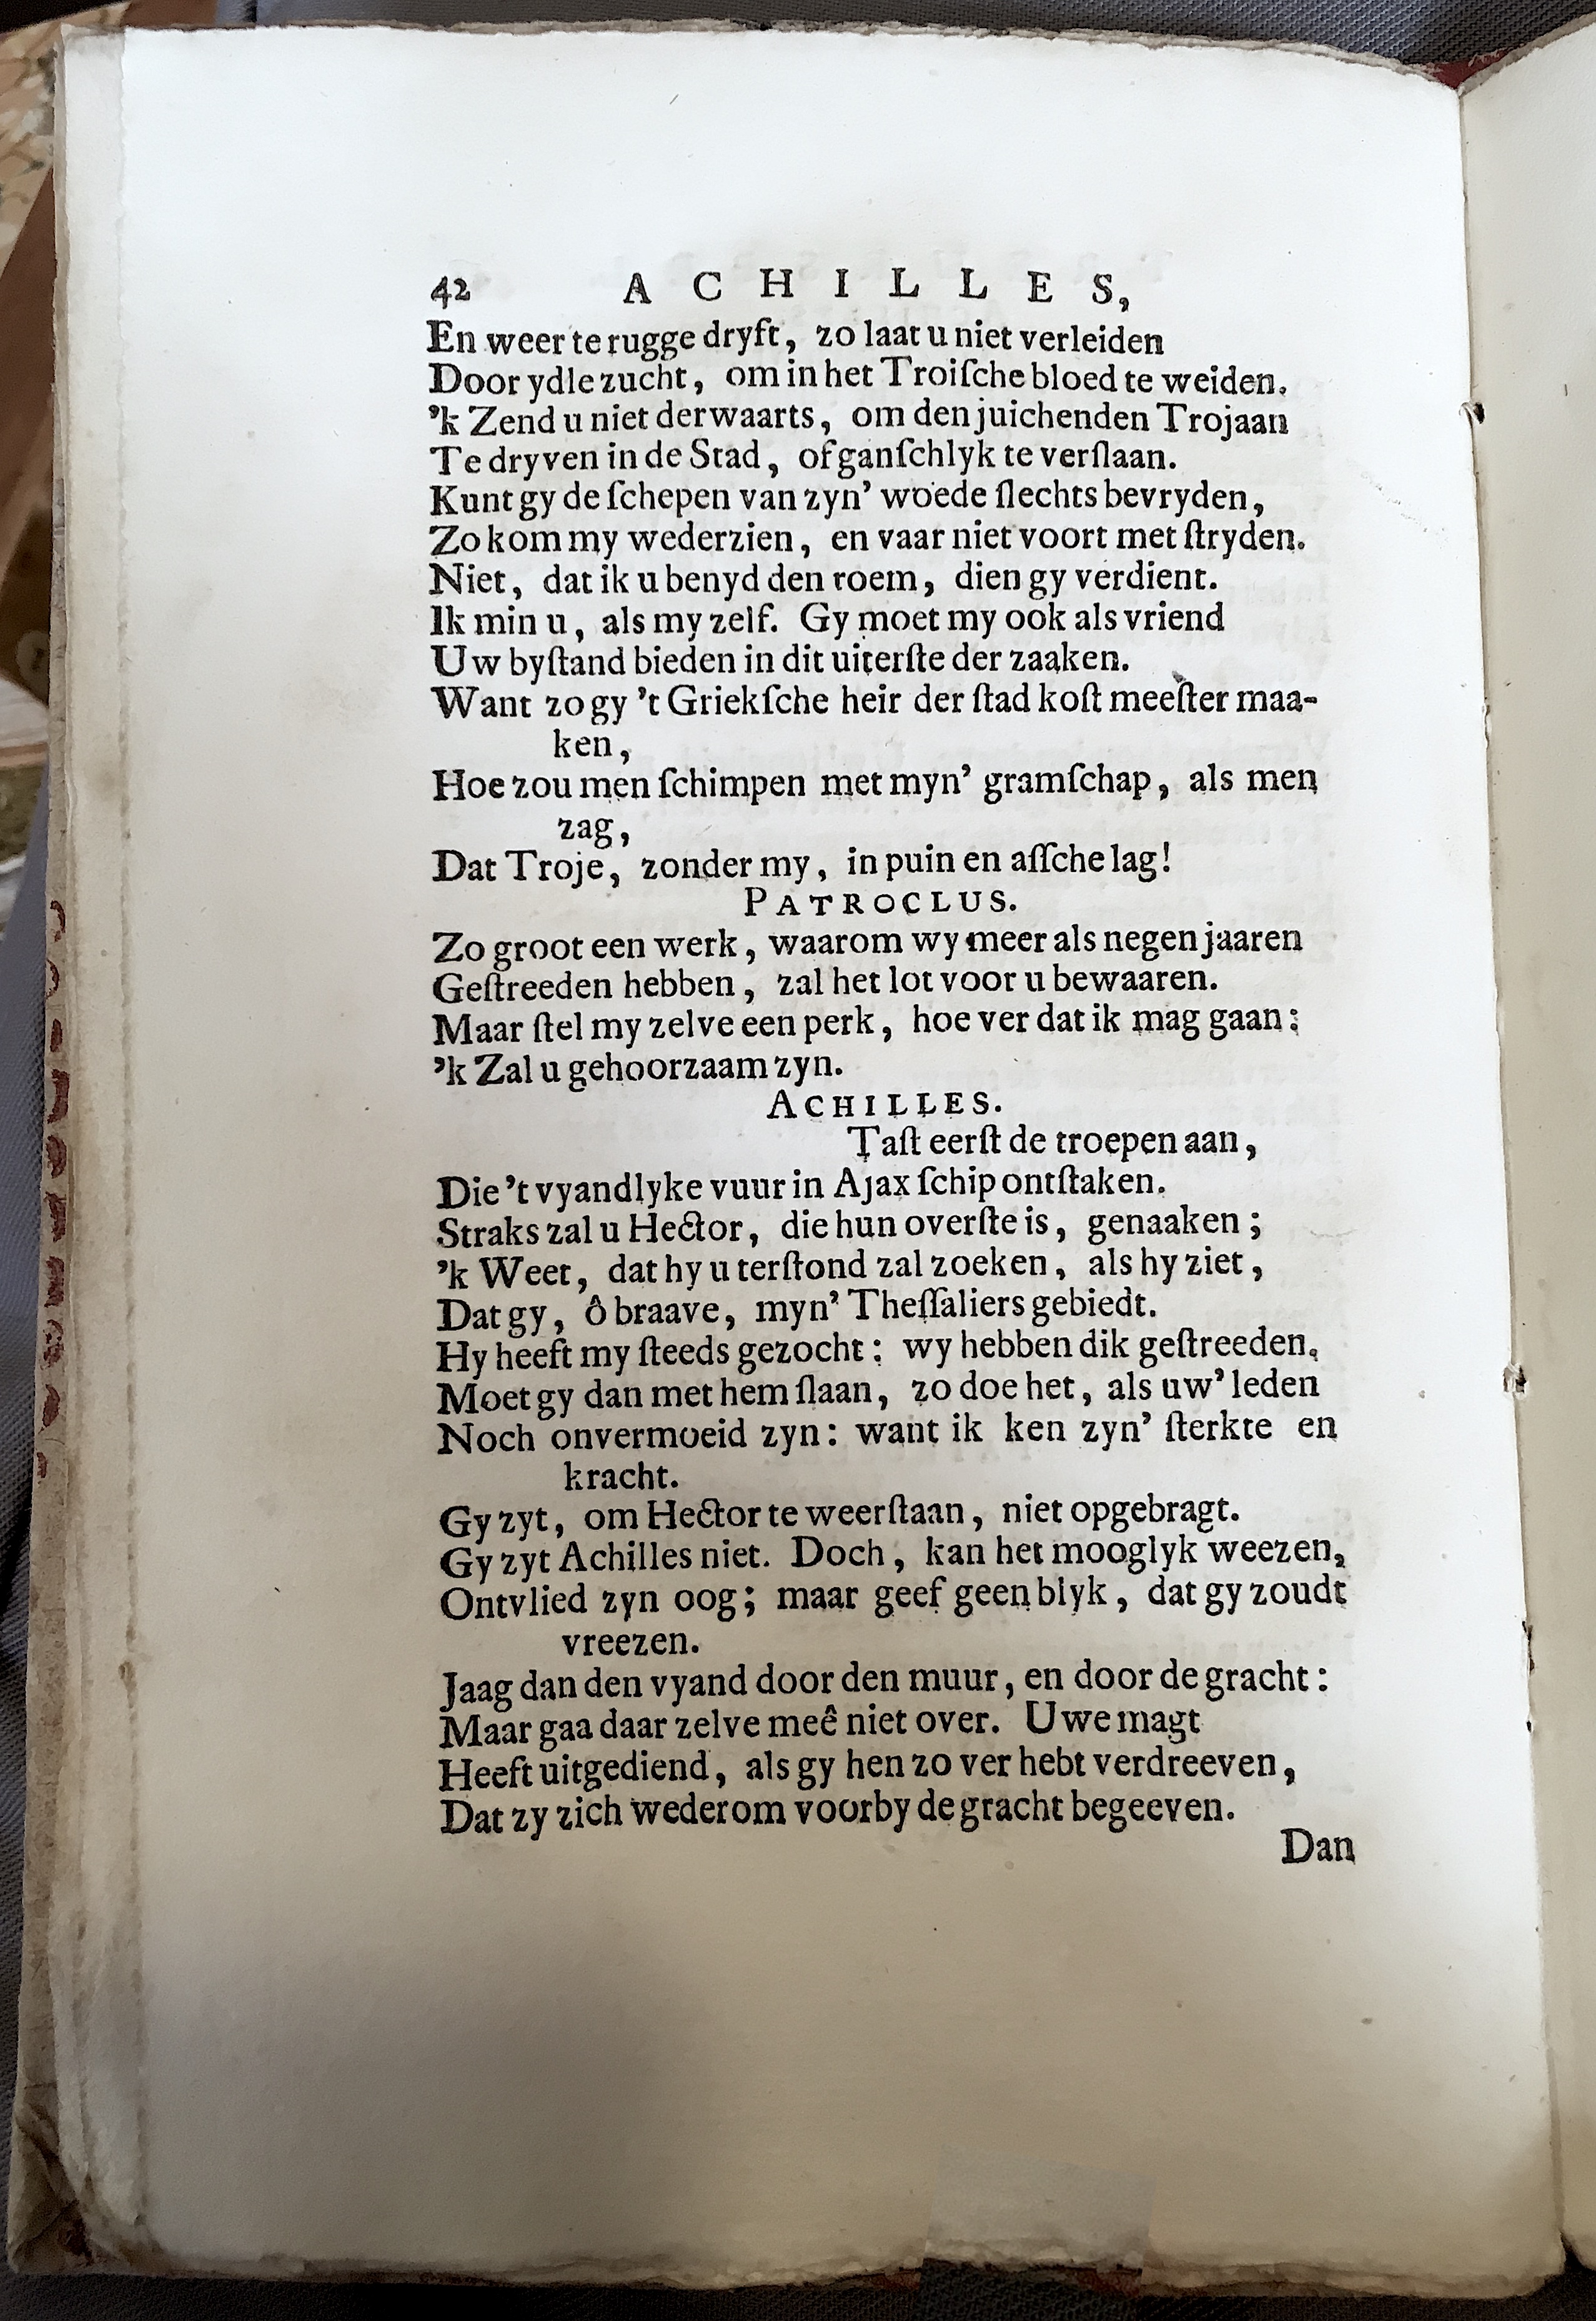 42 ACHILLES,
En weer te rugge dryft, zo laat u niet verleiden
Door ydle zucht, om in het Troiſche bloed te weiden.
’k Zend u niet derwaarts, om den juichenden Trojaan
Te dryven in de Stad, of ganſchlyk te verſlaan.
Kunt gy de ſchepen van zyn’ woede ſlechts bevryden,
Zo kom my wederzien, en vaar niet voort met ſtryden.
Niet, dat ik u benyd den roem, dien gy verdient.
Ik min u, als my zelf. Gy moet my ook als vriend
Uw byſtand bieden in dit uiterſte der zaaken.
Want zo gy ’t Griekſche heir der ſtad koſt meeſter maa-
ken,
Hoe zou men ſchimpen met myn’ gramſchap, als men
zag,
Dat Troje, zonder my, in puin en aſſche lag!
PATROCLUS.
Zo groot een werk, waarom wy meer als negen jaaren
Geſtreeden hebben, zal het lot voor u bewaaren.
Maar ſtel my zelve een perk, hoe ver dat ik mag gaan:
’k Zal u gehoorzaam zyn.
ACHILLES.
Taſt eerſt de troepen aan,
Die ’t vyandlyke vuur in Ajax ſchip ontſtaken.
Straks zal u Hector, die hun overſte is, genaaken;
’k Weet, dat hy u terſtond zal zoeken, als hy ziet,
Dat gy, ô braave, myn’ Theſſaliers gebiedt.
Hy heeft my ſteeds gezocht: wy hebben dik geſtreeden.
Moet gy dan met hem ſlaan, zo doe het, als uw’ leden
Noch onvermoeid zyn: want ik ken zyn’ ſterkte en
kracht.
Gy zyt, om Hector te weerſtaan, niet opgebragt.
Gy zyt Achilles niet. Doch, kan het mooglyk weezen,
Ontvlied zyn oog; maar geef geen blyk, dat gy zoudt
vreezen.
Jaag dan den vyand door den muur, en door de gracht:
Maar gaa daar zelve meê niet over. Uwe magt
Heeft uitgediend, als gy hen zo ver hebt verdreeven,
Dat zy zich wederom voorby de gracht begeeven.
Dan